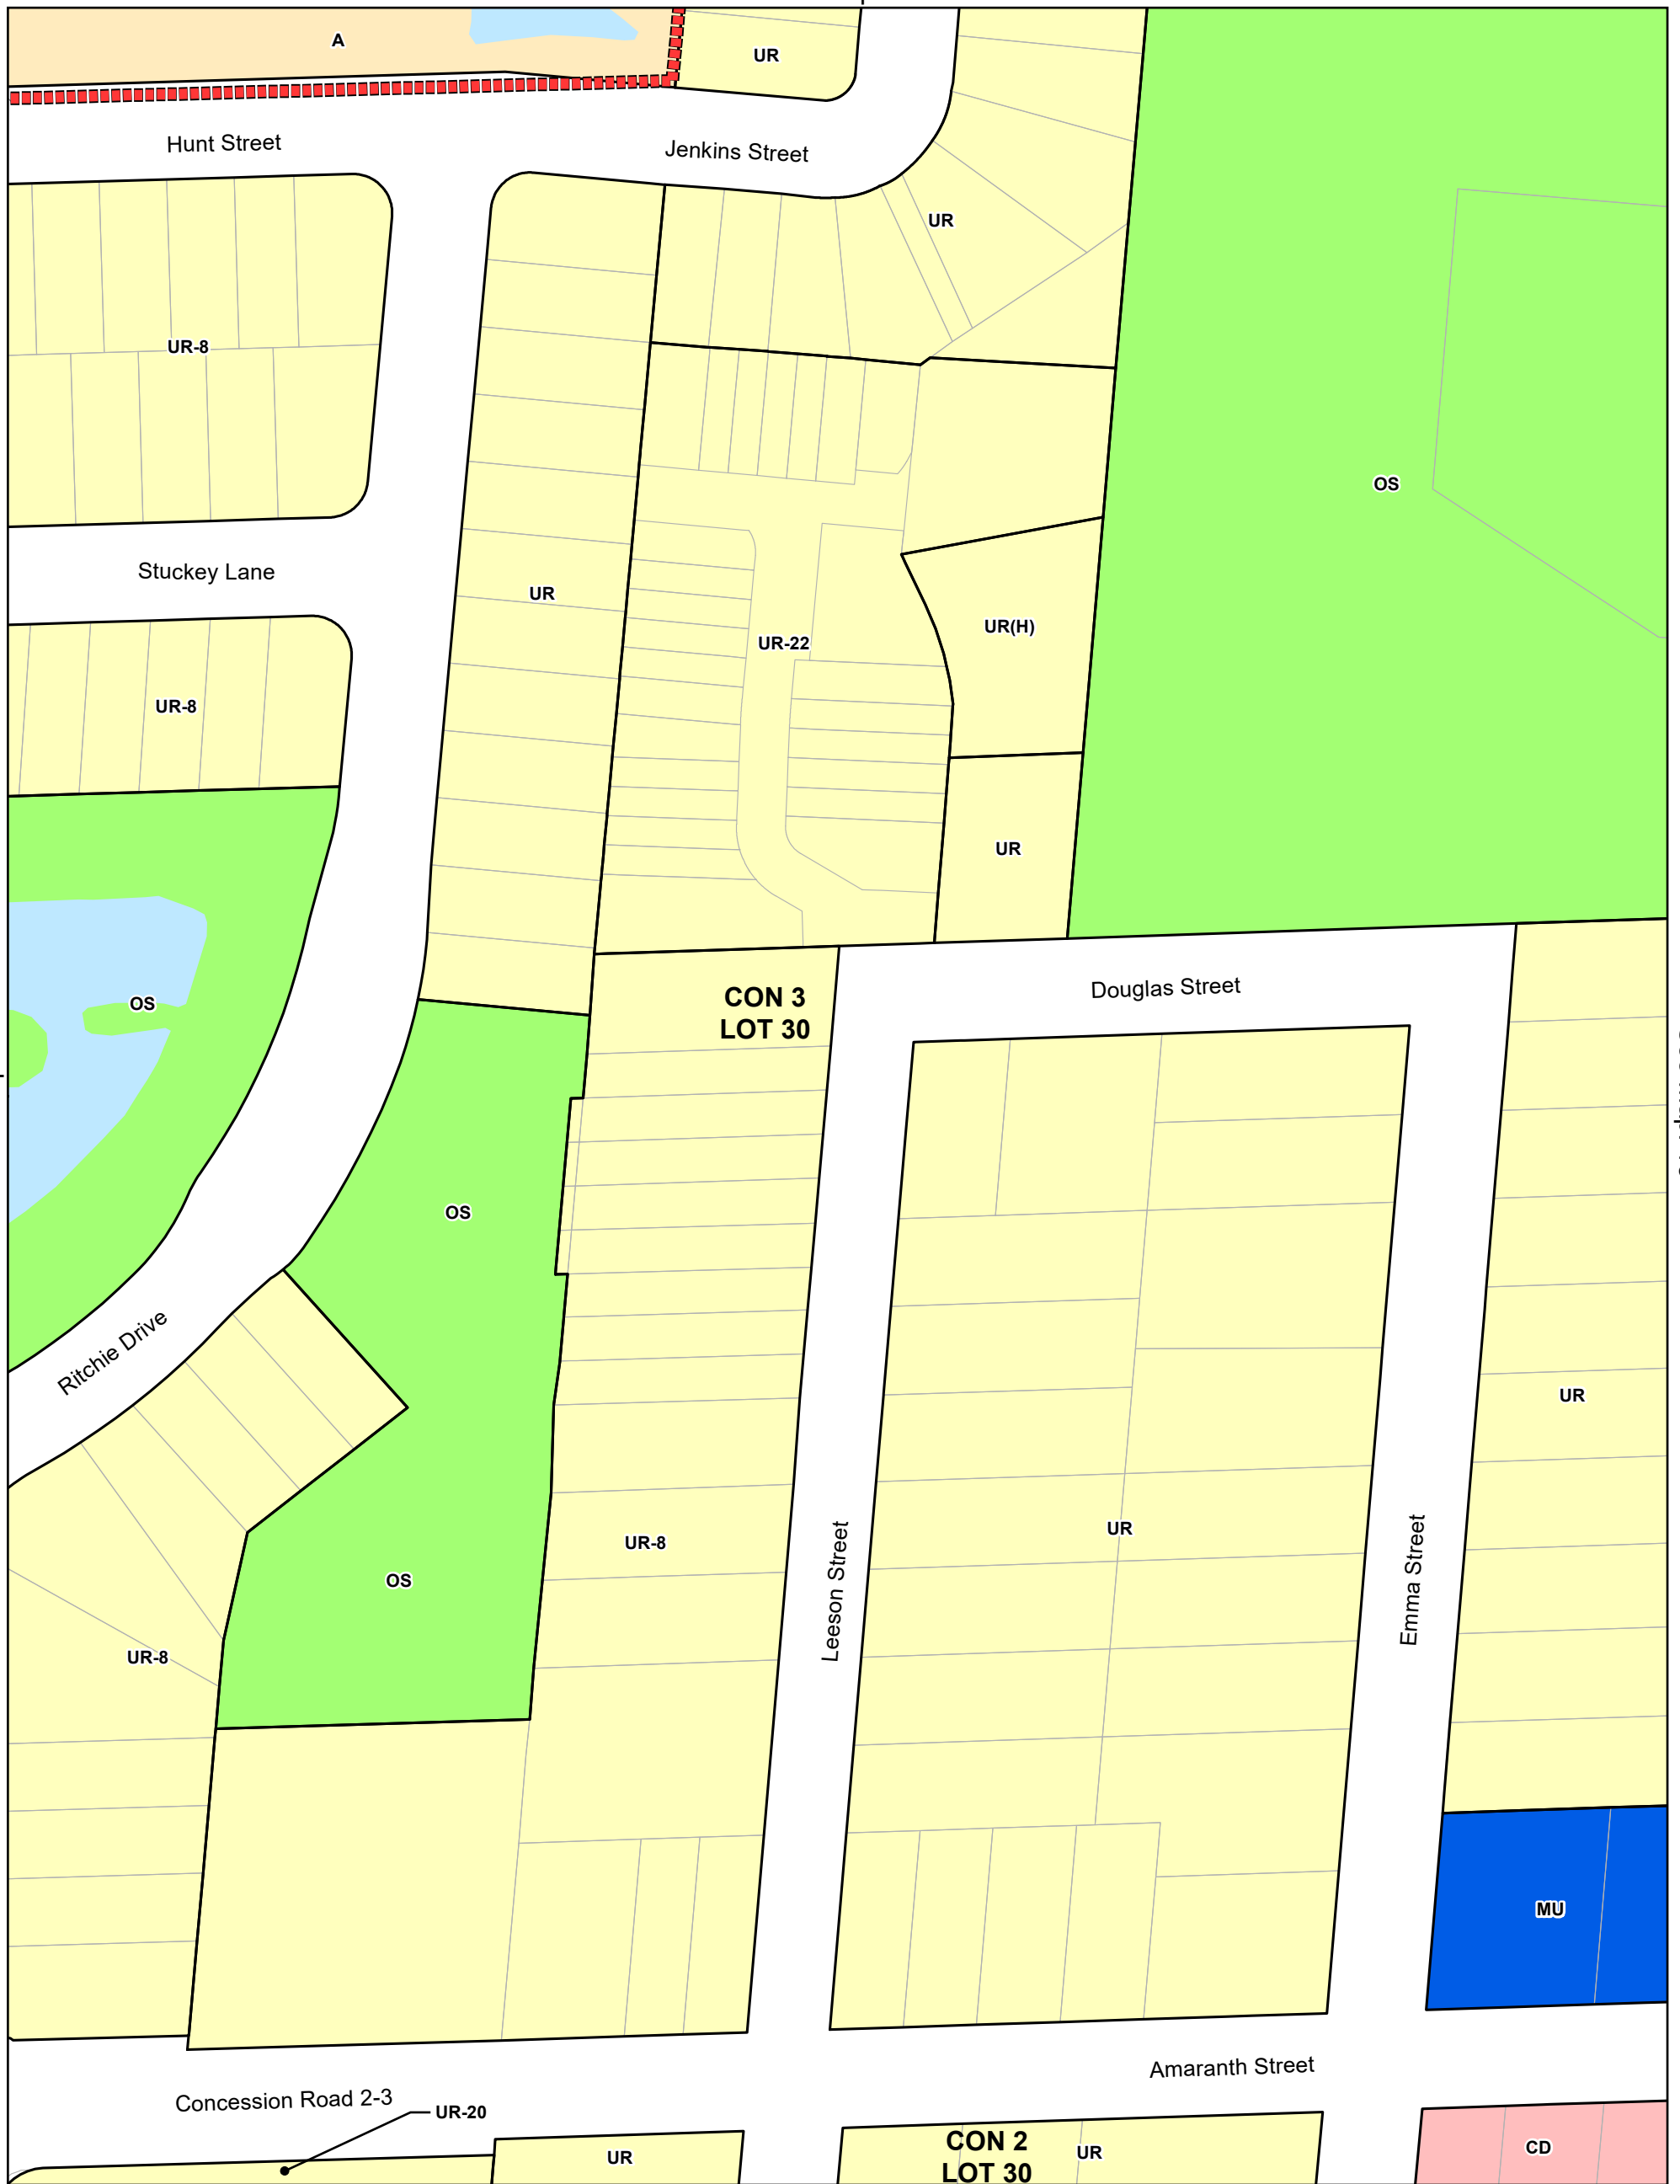 A
UR
Hunt Street
Jenkins Street
UR
UR-8
OS
Stuckey Lane
UR
UR(H)
UR-22
UR-8
UR
Douglas Street
CON 3
LOT 30
OS
OS
Ritchie Drive
UR
UR
UR-8
Leeson Street
Emma Street
OS
UR-8
MU
Amaranth Street
Concession Road 2-3
UR-20
CON 2
LOT 30
UR
UR
CD